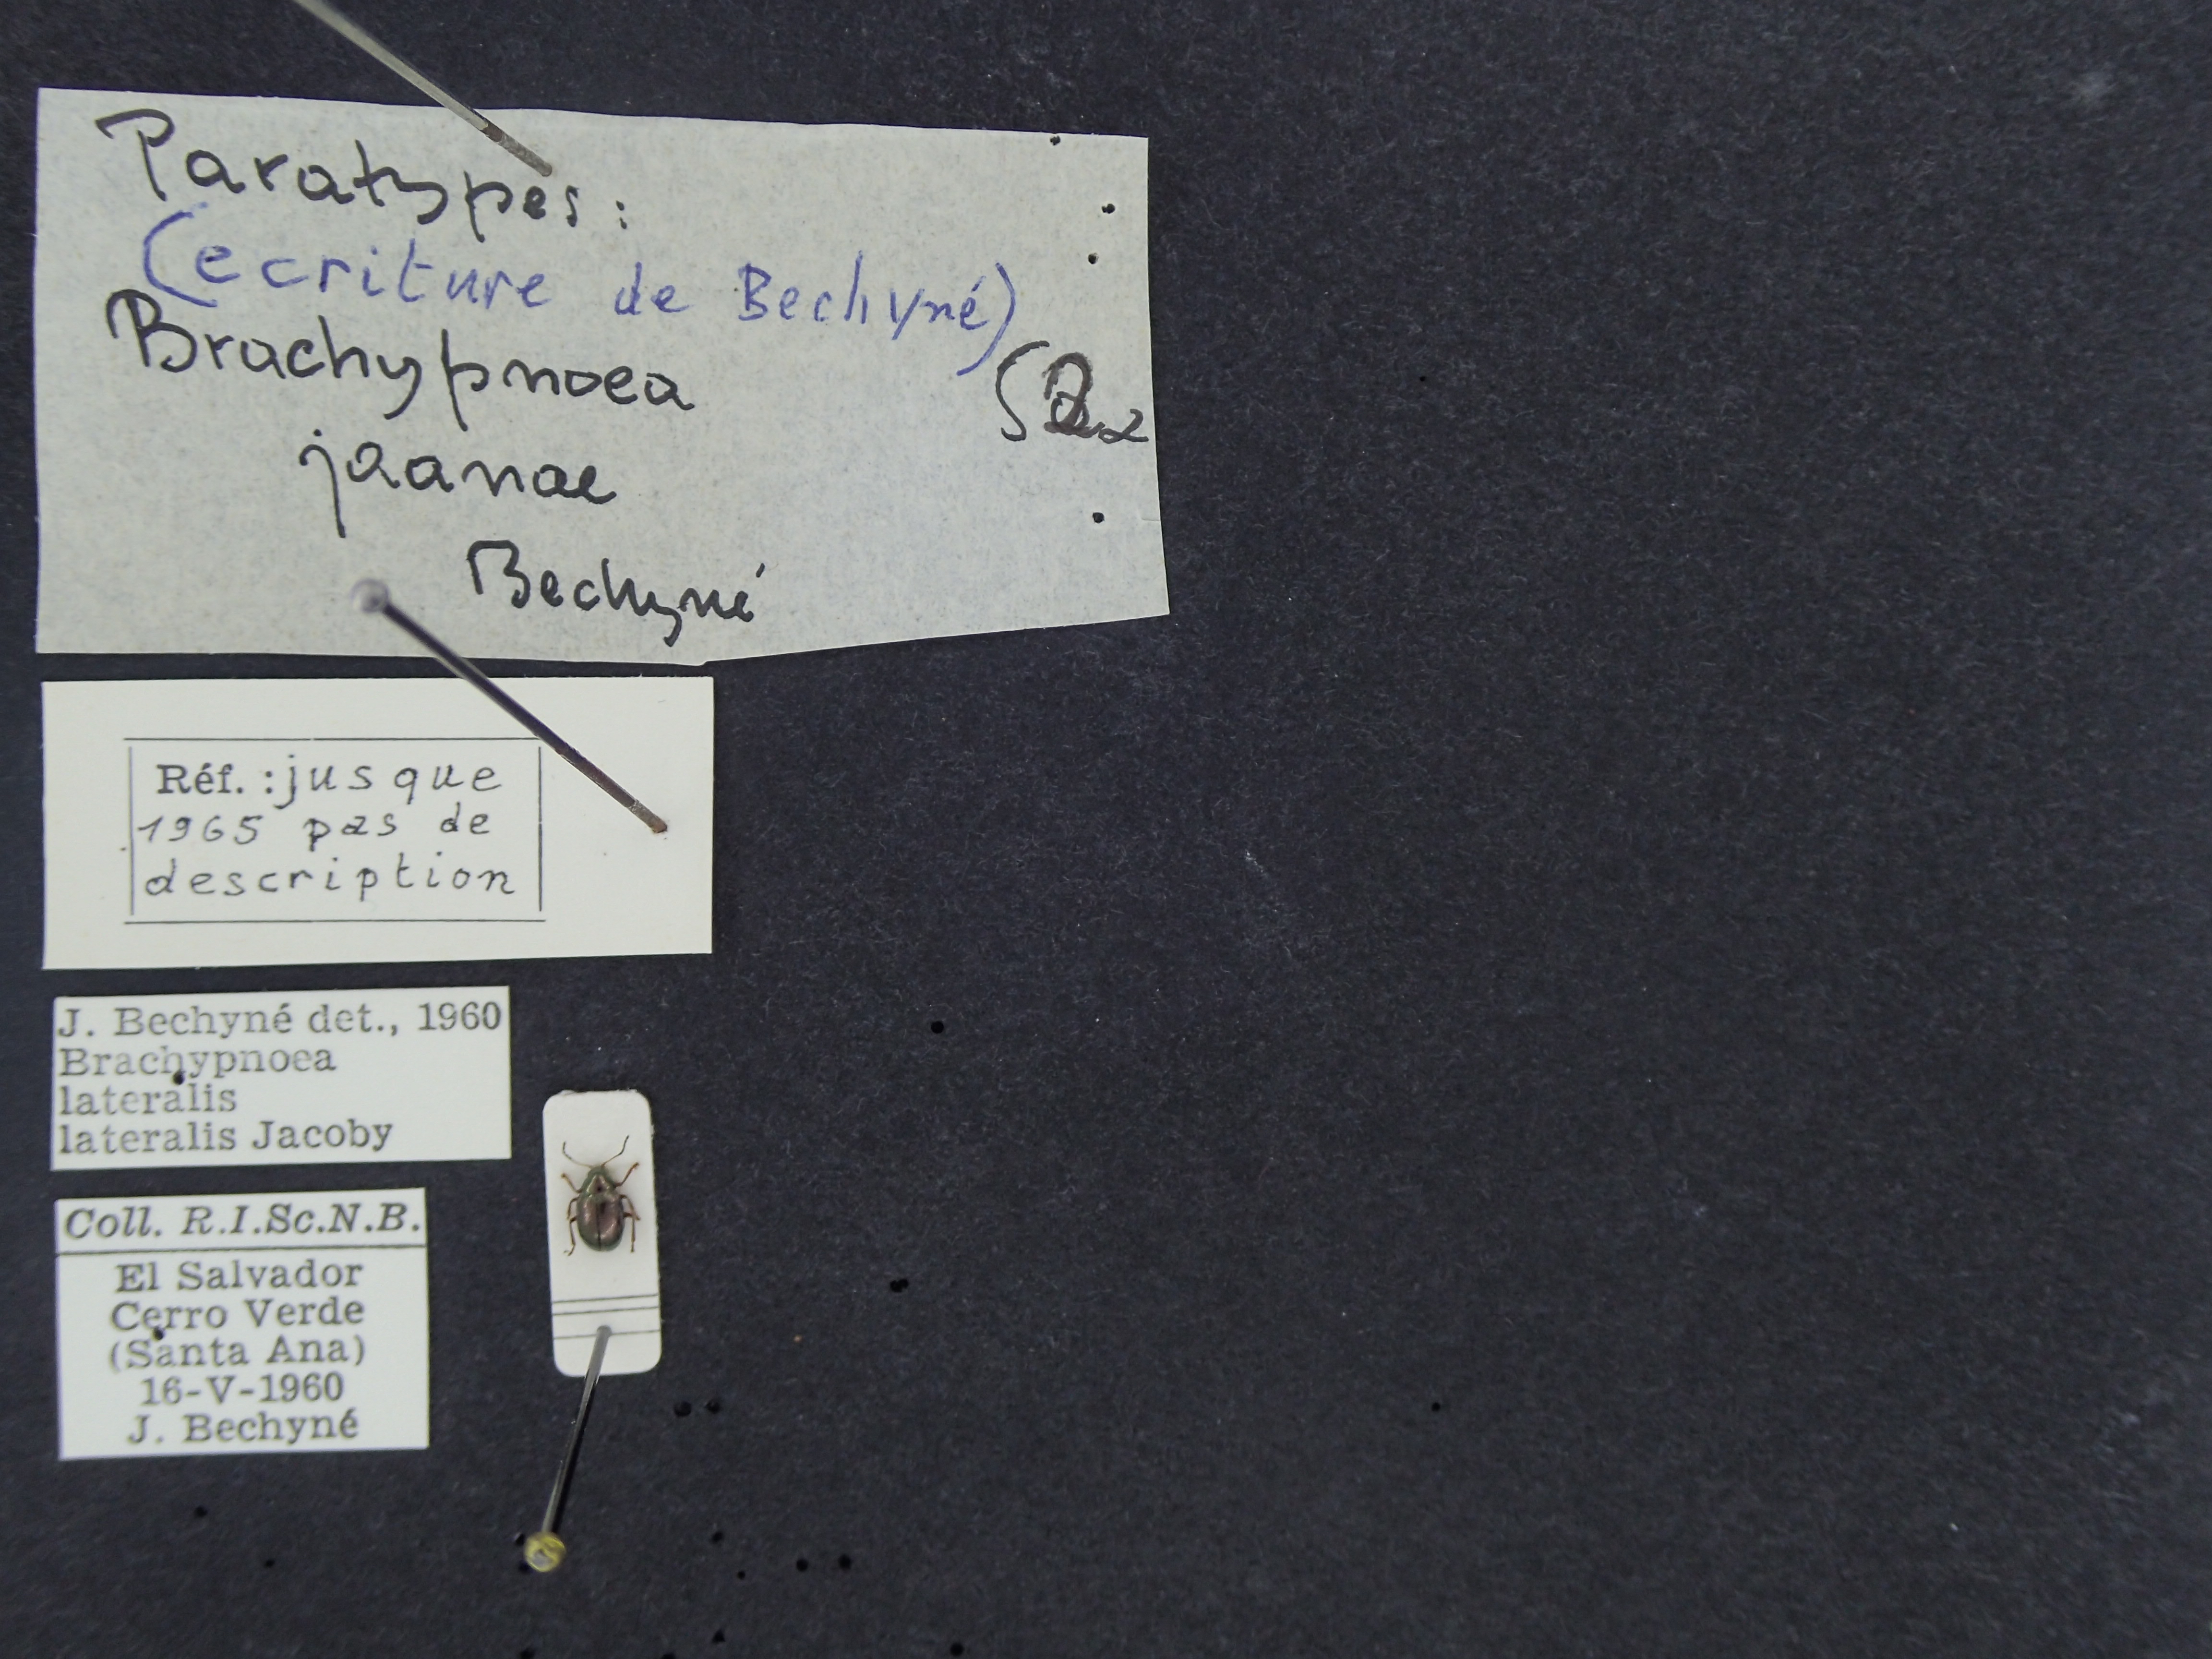 Paratypes:
(ecriture de Bechyné)
Brachypnoea
jaanae
Bechyné
Réf. : jusque
1965 pas de
description
J. Bechyné det., 1960
Brachypnoea
lateralis
lateralis Jacoby
Coll. R.I.Sc.N.B.
El Salvador
Cerro Verde
(Santa Ana)
16-V-1960
J. Bechyné